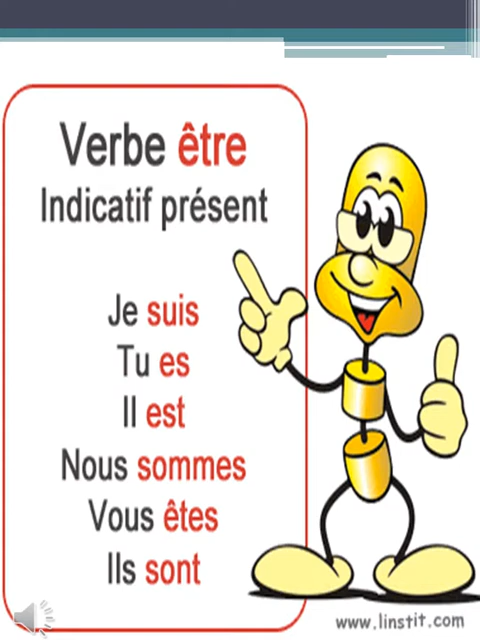 Verbe être
Indicatif présent
Je suis
Tu es
Il est
Nous sommes
Vous êtes
Ils sont
www.linstit.com